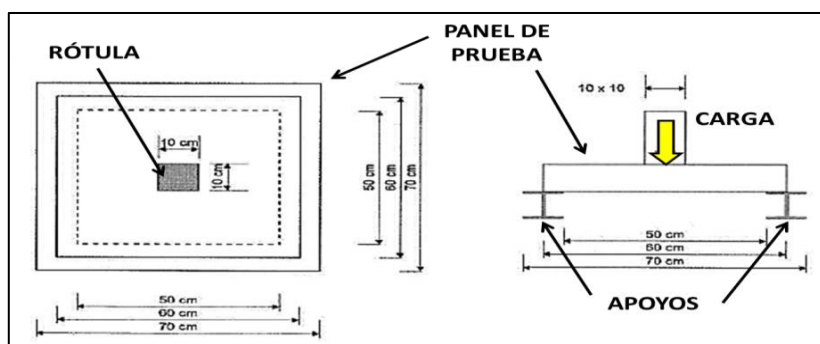 RÓTULA
PANEL DE
PRUEBA
10 cm
10 cm
50 cm
60 cm
70 cm
50 cm
60 cm
70 cm
10 x 10
CARGA
50 cm
60 cm
70 cm
APOYOS